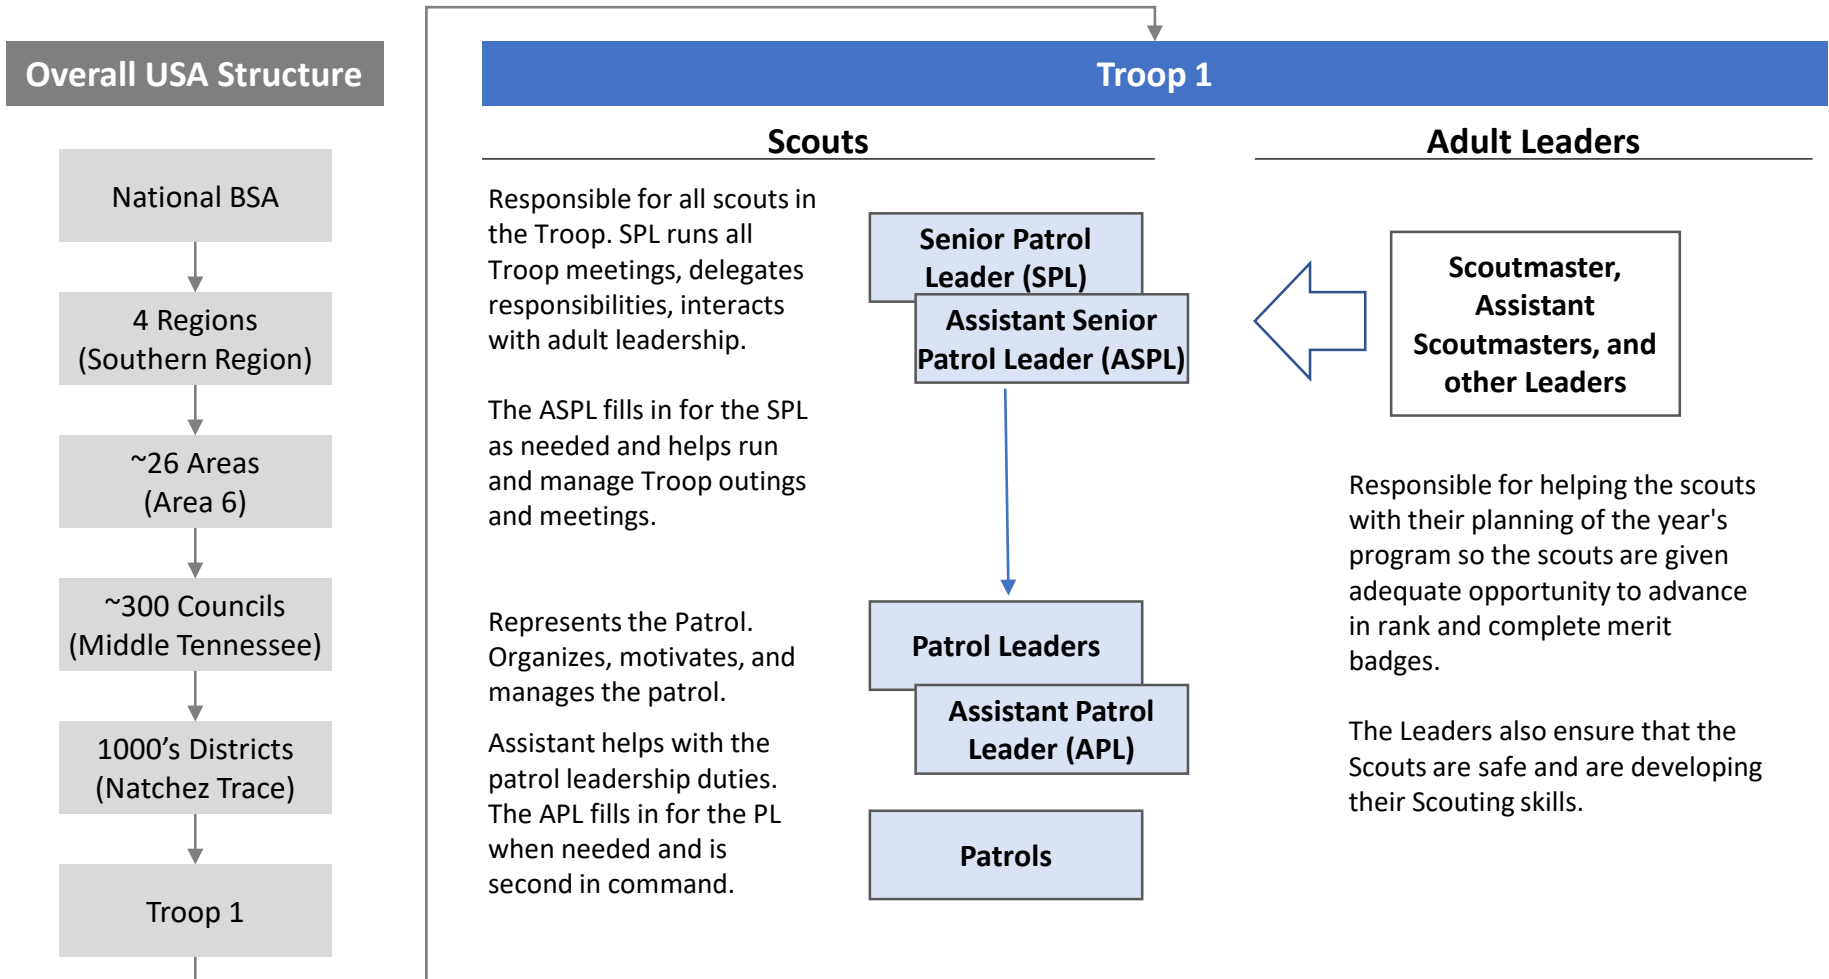 Overall USA Structure
National BSA
4 Regions
(Southern Region)
~26 Areas
(Area 6)
~300 Councils
(Middle Tennessee)
1000’s Districts
(Natchez Trace)
Troop 1
Troop 1
Scouts
Responsible for all scouts in
the Troop. SPL runs all
Troop meetings, delegates
responsibilities, interacts
with adult leadership.
The ASPL fills in for the SPL
as needed and helps run
and manage Troop outings
and meetings.
Senior Patrol
Leader (SPL)
Assistant Senior
Patrol Leader (ASPL)
Represents the Patrol.
Organizes, motivates, and
manages the patrol.
Assistant helps with the
patrol leadership duties.
The APL fills in for the PL
when needed and is
second in command.
Patrol Leaders
Assistant Patrol
Leader (APL)
Patrols
Adult Leaders
Scoutmaster,
Assistant
Scoutmasters, and
other Leaders
Responsible for helping the scouts
with their planning of the year's
program so the scouts are given
adequate opportunity to advance
in rank and complete merit
badges.
The Leaders also ensure that the
Scouts are safe and are developing
their Scouting skills.